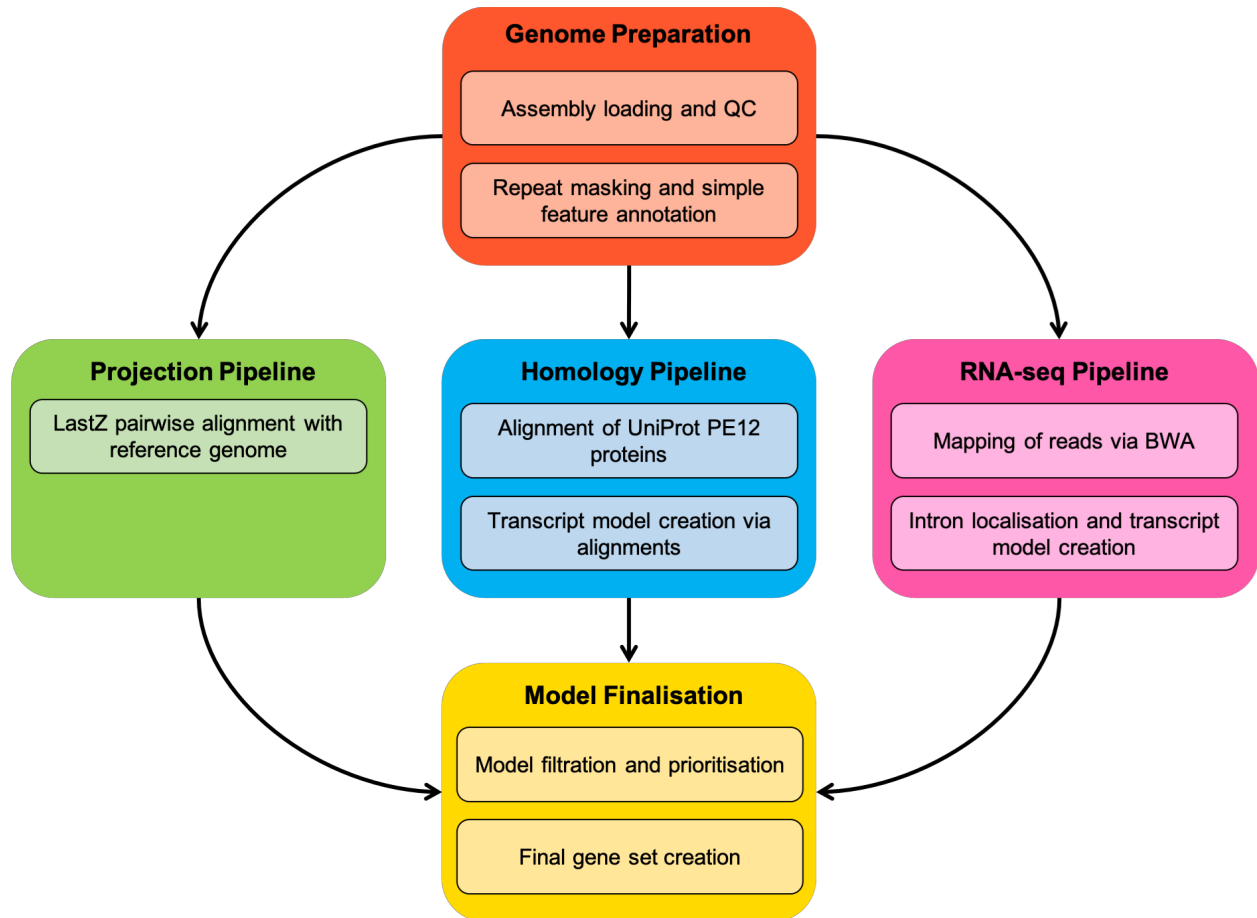 Genome Preparation
Assembly loading and QC
Repeat masking and simple
feature annotation
Projection Pipeline
LastZ pairwise alignment with
reference genome
Homology Pipeline
Alignment of UniProt PE12
proteins
Transcript model creation via
alignments
RNA-seq Pipeline
Mapping of reads via BWA
Intron localisation and transcript
model creation
Model Finalisation
Model filtration and prioritisation
Final gene set creation